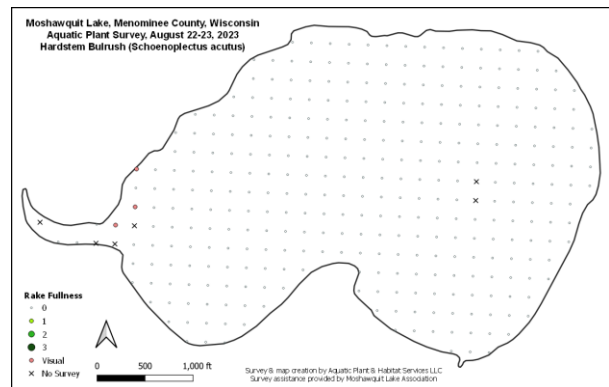 Moshawquit Lake, Menominee County, Wisconsin
Aquatic Plant Survey, August 22-23, 2023
Hardstem Bulrush (Schoenoplectus acutus)
Rake Fullness
0
1
2
3
Visual
No Survey
0 500 1,000 ft
Survey & map creation by Aquatic Plant & Habitat Services LLC
Survey assistance provided by Moshawquit Lake Association